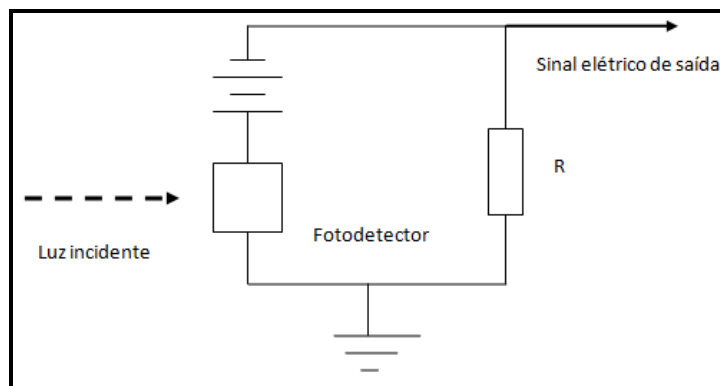 Sinal elétrico de saída
R
Fotodetector
Luz incidente